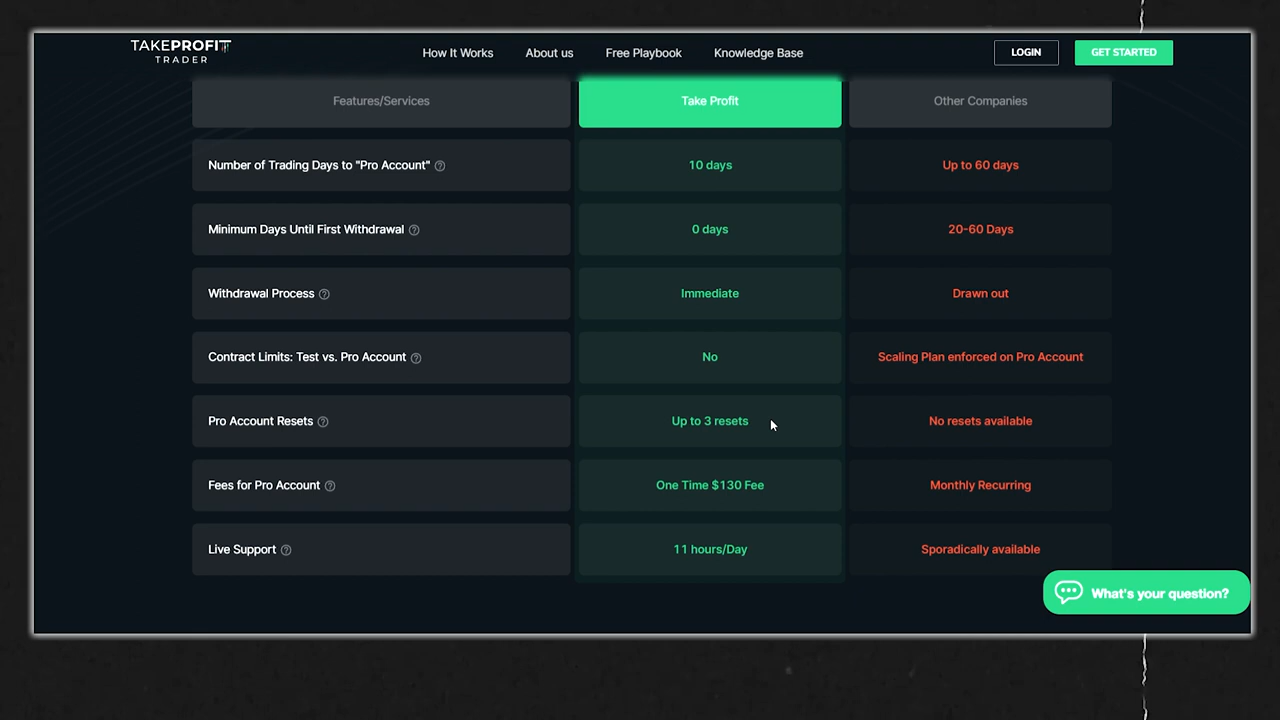 TAKEPROFIT
TRADER
How It Works
About us
Free Playbook
Knowledge Base
LOGIN
GET STARTED
Features/Services
Take Profit
Other Companies
Number of Trading Days to "Pro Account"
10 days
Up to 60 days
Minimum Days Until First Withdrawal
0 days
20-60 Days
Withdrawal Process
Immediate
Drawn out
Contract Limits: Test vs. Pro Account
No
Scaling Plan enforced on Pro Account
Pro Account Resets
Up to 3 resets
No resets available
Fees for Pro Account
One Time $130 Fee
Monthly Recurring
Live Support
11 hours/Day
Sporadically available
What's your question?